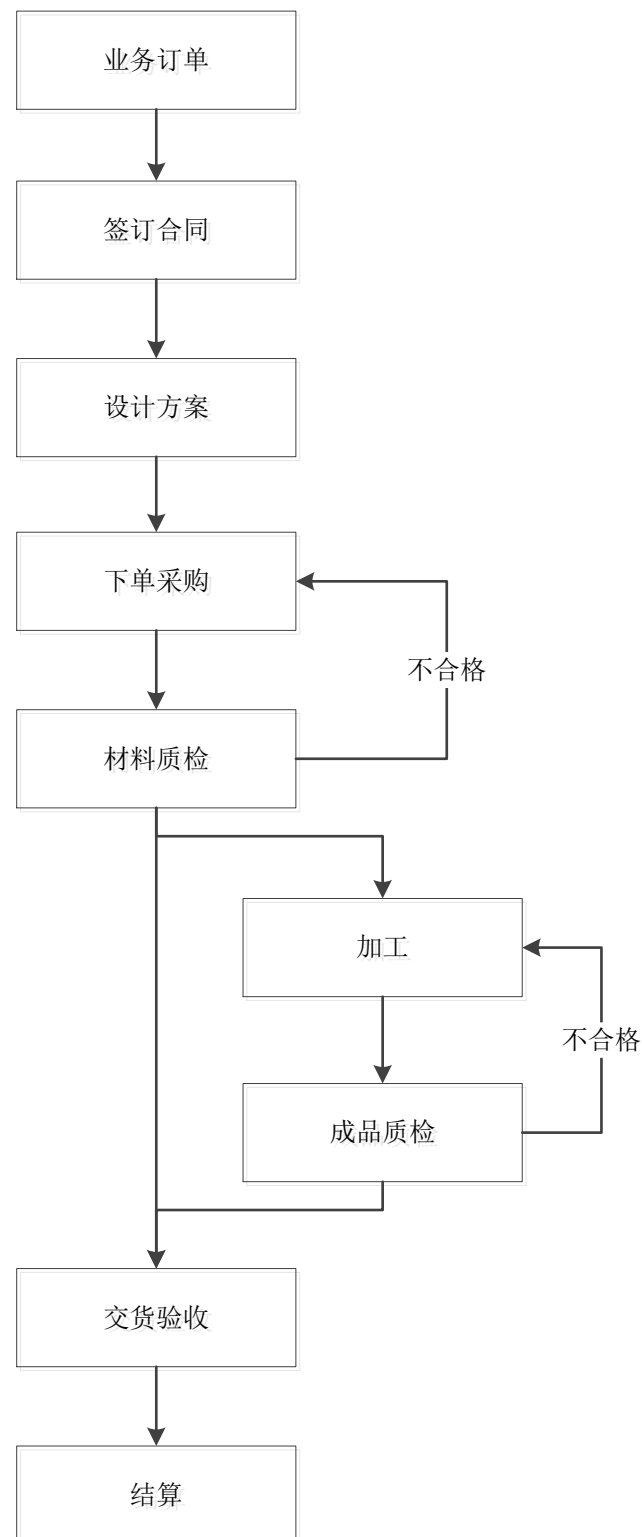 业务订单
签订合同
设计方案
下单采购
不合格
材料质检
加工
不合格
成品质检
交货验收
结算